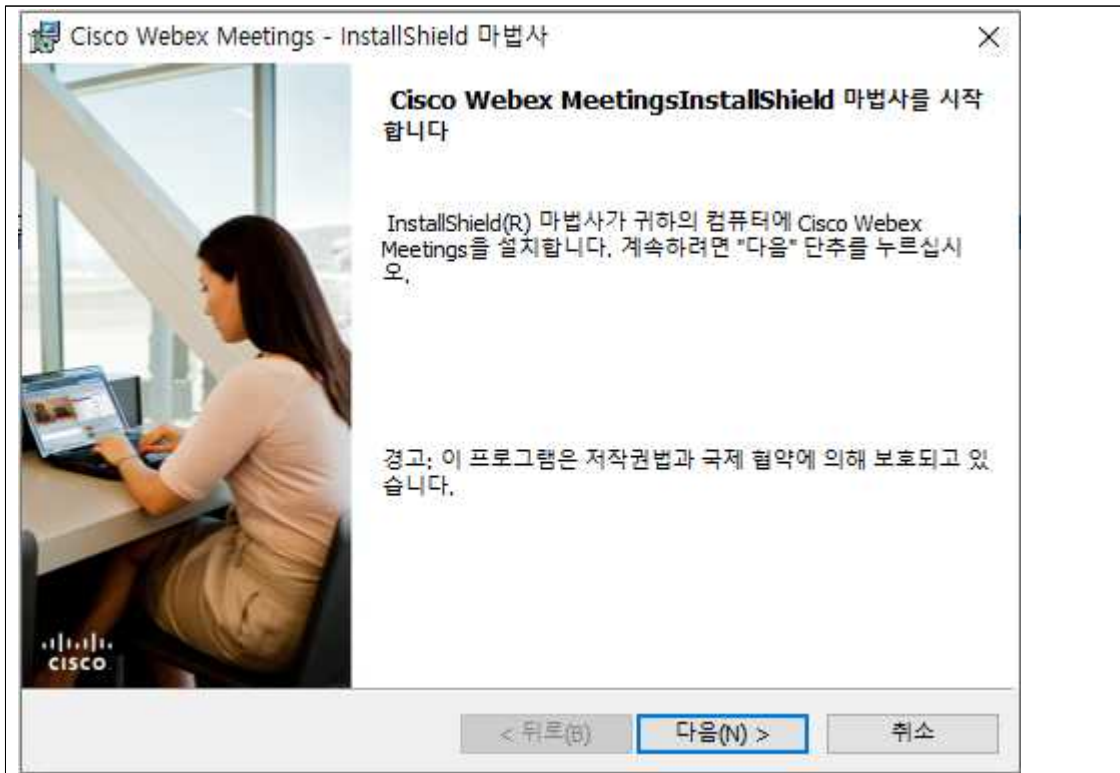 Cisco Webex Meetings - InstallShield 마법사
Cisco Webex MeetingsInstallShield 마법사를 시작
합니다
InstallShield(R) 마법사가 귀하의 컴퓨터에 Cisco Webex
Meetings을 설치합니다. 계속하려면 "다음" 단추를 누르십시
오.
경고: 이 프로그램은 저작권법과 국제 협약에 의해 보호되고 있
습니다.
CISCO
< 뒤로(B)
다음(N) >
취소